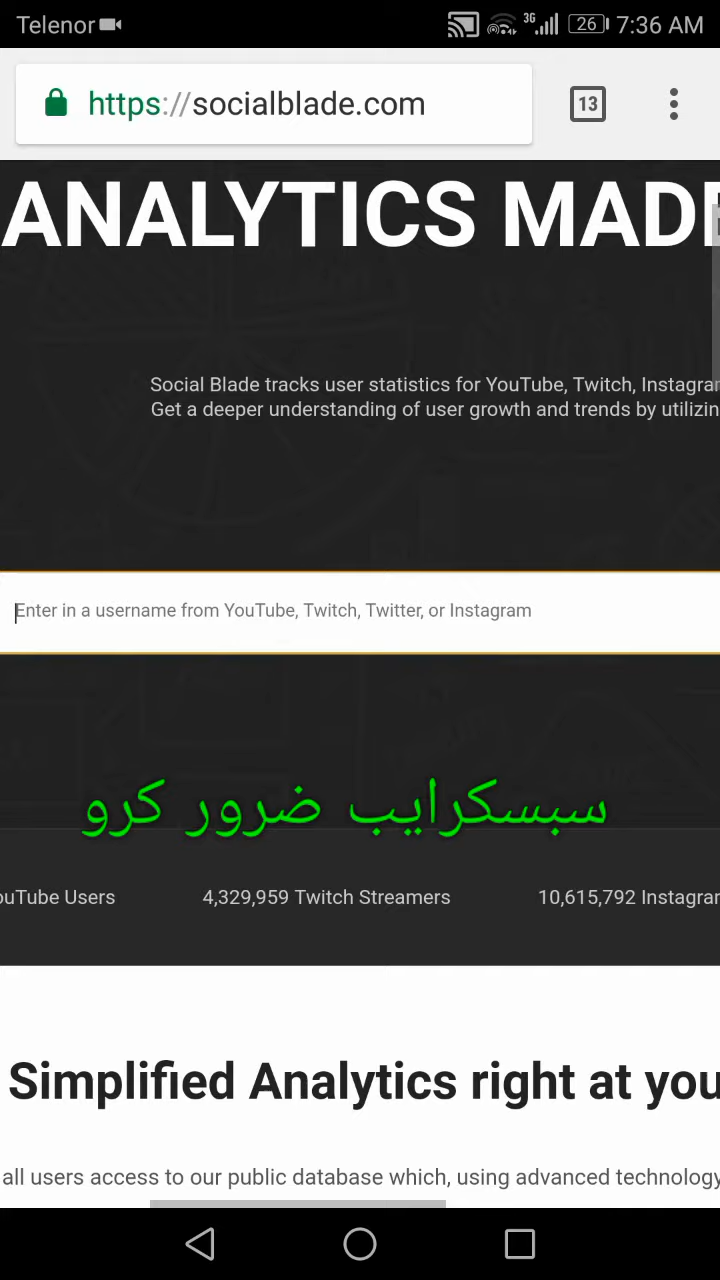 Telenor 3G 26 7:36 AM
https://socialblade.com 13
ANALYTICS MADE
Social Blade tracks user statistics for YouTube, Twitch, Instagram
Get a deeper understanding of user growth and trends by utilizin
Enter in a username from YouTube, Twitch, Twitter, or Instagram
سبسکرایب ضرور کرو
ouTube Users 4,329,959 Twitch Streamers 10,615,792 Instagram
Simplified Analytics right at you
all users access to our public database which, using advanced technology